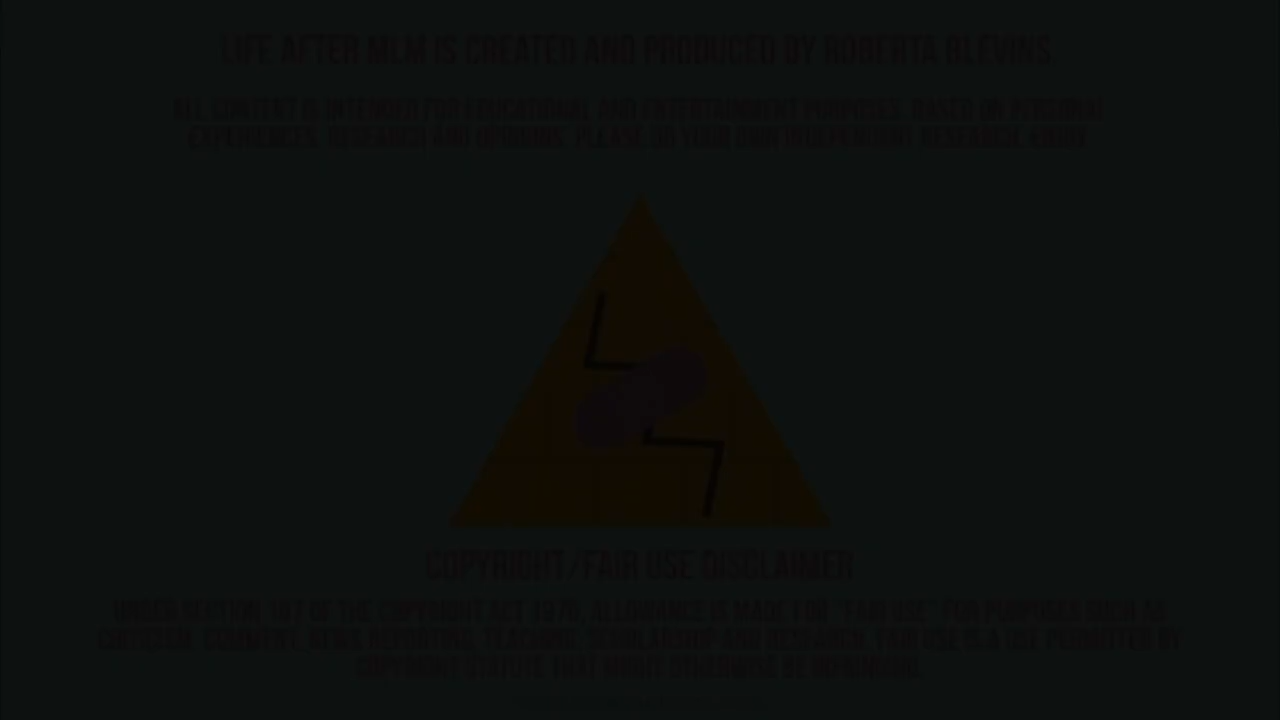 LIFE AFTER MLM IS CREATED AND PRODUCED BY ROBERTA BLEVINS.
ALL CONTENT IS INTENDED FOR EDUCATIONAL AND ENTERTAINMENT PURPOSES, BASED ON PERSONAL
EXPERIENCES, RESEARCH AND OPINIONS. PLEASE DO YOUR OWN INDEPENDENT RESEARCH. ENJOY
COPYRIGHT/FAIR USE DISCLAIMER
UNDER SECTION 107 OF THE COPYRIGHT ACT 1976, ALLOWANCE IS MADE FOR "FAIR USE" FOR PURPOSES SUCH AS
CRITICISM, COMMENT, NEWS REPORTING, TEACHING, SCHOLARSHIP AND RESEARCH. FAIR USE IS A USE PERMITTED BY
COPYRIGHT STATUTE THAT MIGHT OTHERWISE BE INFRINGING.